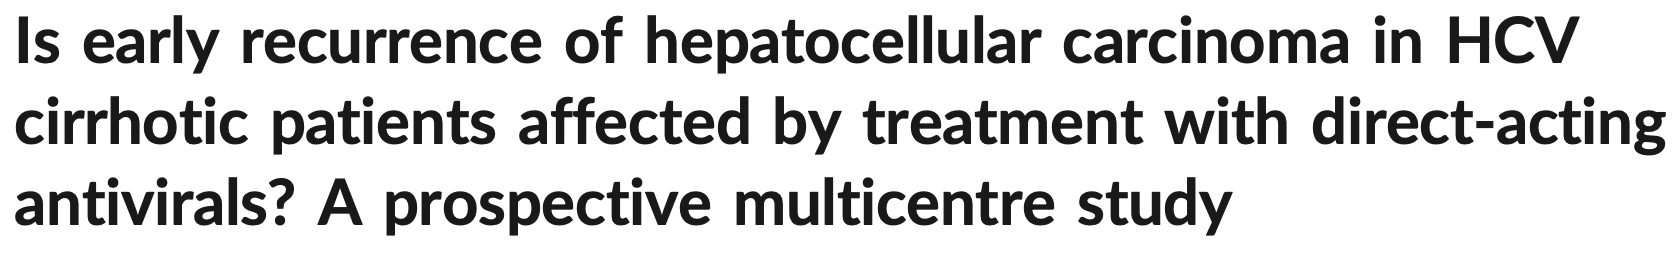 Is early recurrence of hepatocellular carcinoma in HCV
cirrhotic patients affected by treatment with direct-acting
antivirals? A prospective multicentre study